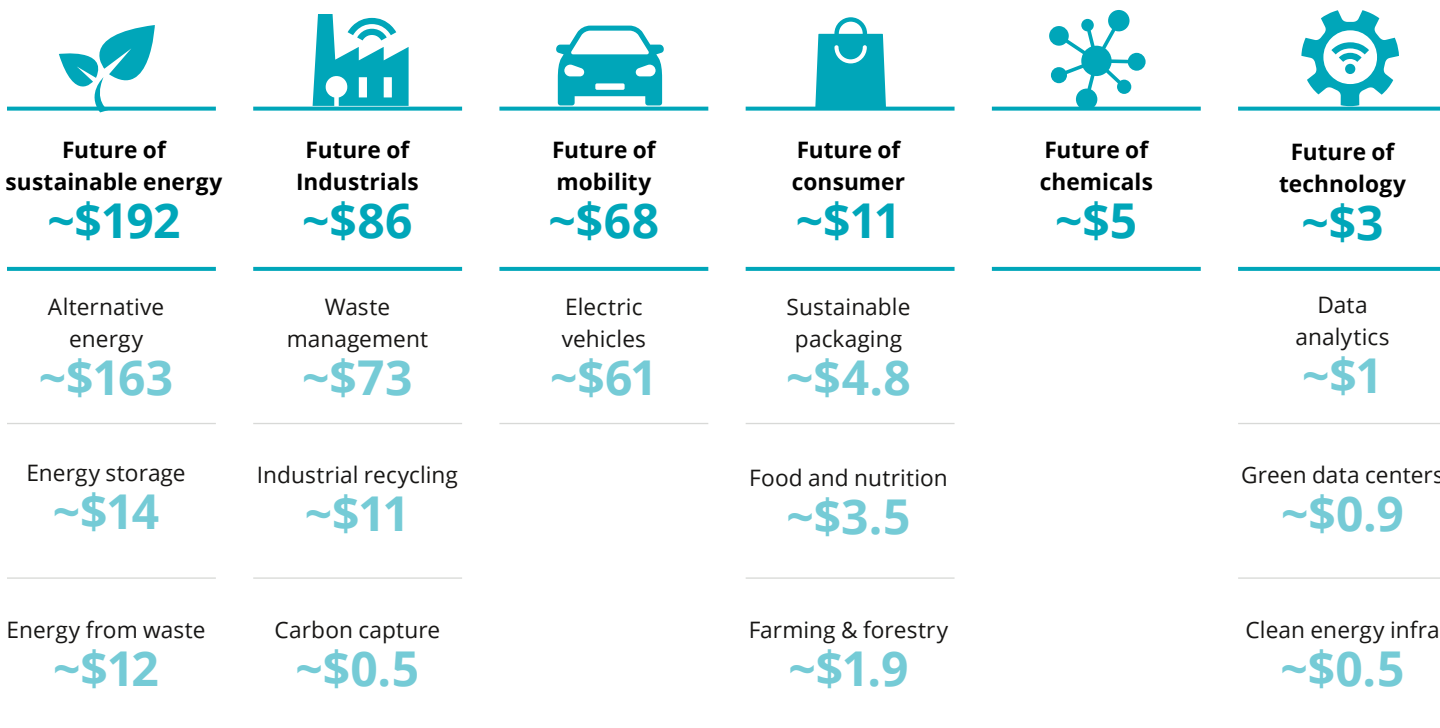 Future of
sustainable energy
~$192
Alternative
energy
~$163
Energy storage
~$14
Energy from waste
~$12
Future of
Industrials
~$86
Waste
management
~$73
Industrial recycling
~$11
Carbon capture
~$0.5
Future of
mobility
~$68
Electric
vehicles
~$61
Future of
consumer
~$11
Sustainable
packaging
~$4.8
Food and nutrition
~$3.5
Farming & forestry
~$1.9
Future of
chemicals
~$5
Future of
technology
~$3
Data
analytics
~$1
Green data centers
~$0.9
Clean energy infra
~$0.5